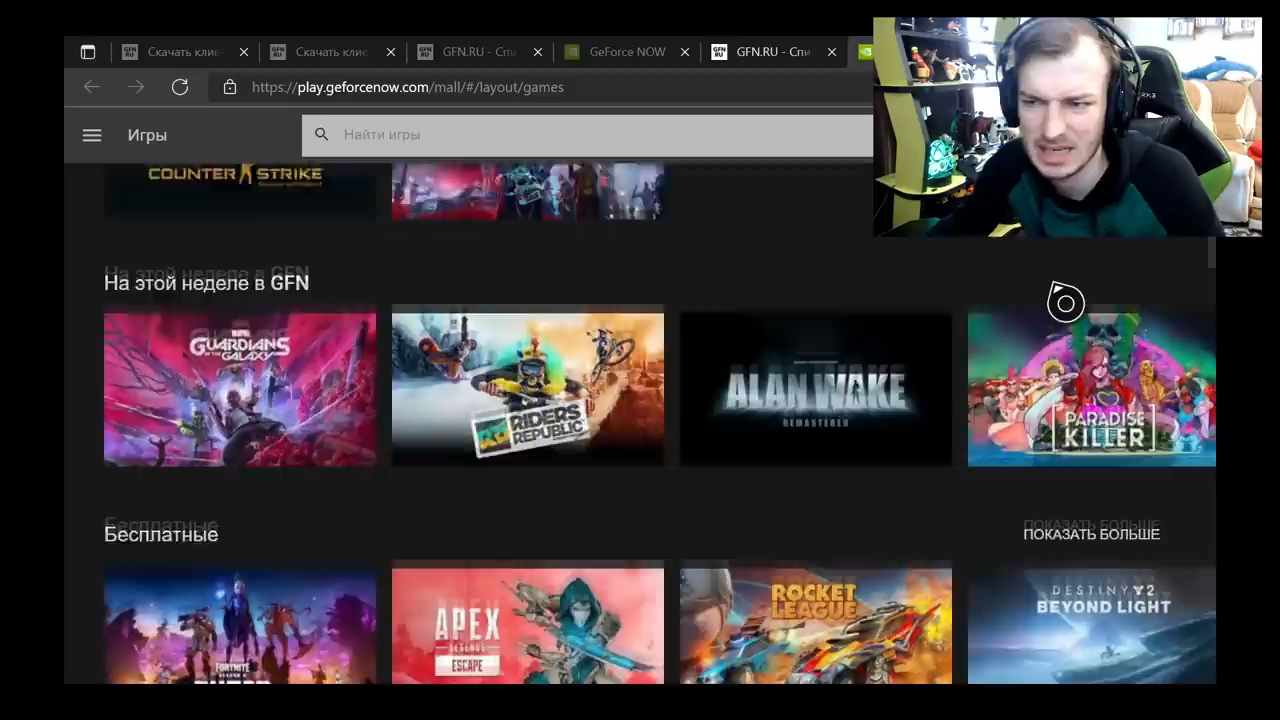 Скачать клие
Скачать клие
GFN.RU - Спи
GeForce NOW
GFN.RU - Спи
https://play.geforcenow.com/mall/#/layout/games
Игры
Найти игры
COUNTER STRIKE
На этой неделе в GFN
MARVEL
GUARDIANS
OF THE GALAXY
RIDERS
REPUBLIC
ALAN WAKE
REMASTERED
PARADISE
KILLER
Бесплатные
ПОКАЗАТЬ БОЛЬШЕ
FORTNITE
APEX
LEGENDS
ESCAPE
ROCKET
LEAGUE
DESTINY 2
BEYOND LIGHT